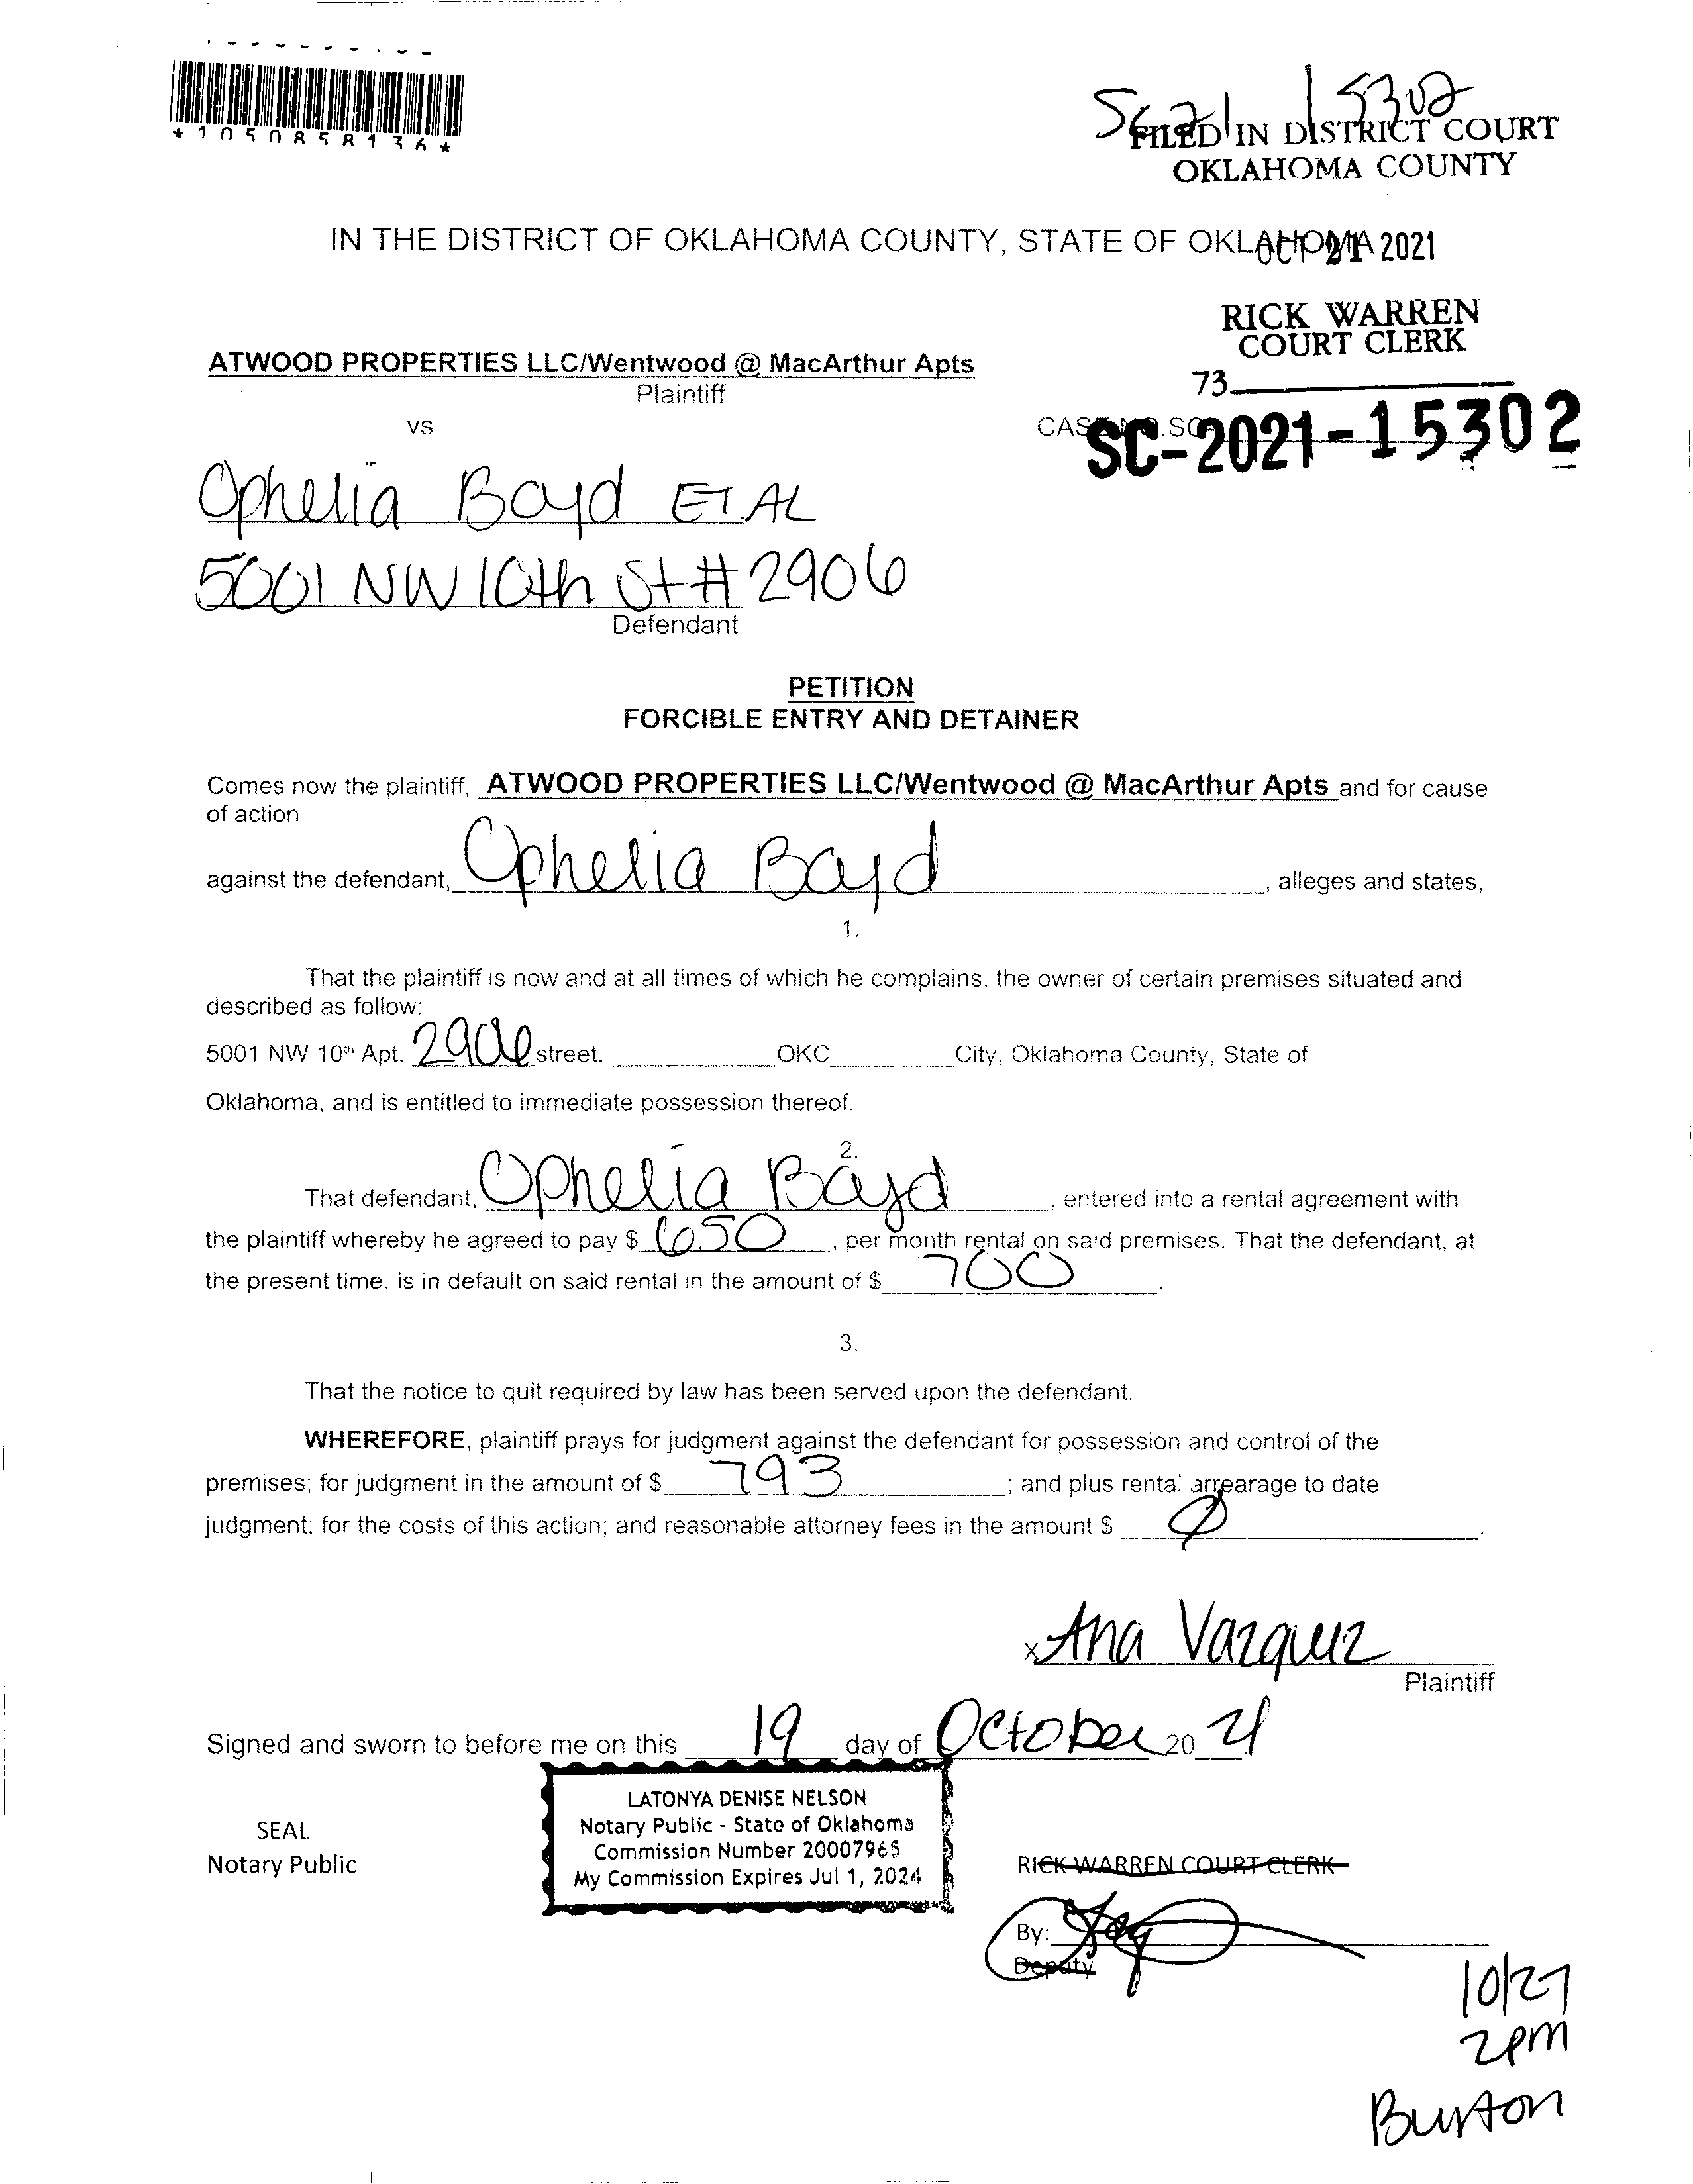 *1050858136*
SC-21 15302
FILED IN DISTRICT COURT
OKLAHOMA COUNTY
IN THE DISTRICT OF OKLAHOMA COUNTY, STATE OF OKLAHOMA
OCT 21 2021
RICK WARREN
COURT CLERK
73
ATWOOD PROPERTIES LLC/Wentwood @ MacArthur Apts
Plaintiff
vs
SC-2021-15302
Ophelia Boyd ET AL
5001 NW 10th St # 2906
Defendant
PETITION
FORCIBLE ENTRY AND DETAINER
Comes now the plaintiff, ATWOOD PROPERTIES LLC/Wentwood @ MacArthur Apts and for cause
of action
against the defendant, Ophelia Boyd, alleges and states,
1.
That the plaintiff is now and at all times of which he complains, the owner of certain premises situated and
described as follow:
5001 NW 10th Apt. 2906 street. OKC City, Oklahoma County, State of
Oklahoma, and is entitled to immediate possession thereof.
2.
That defendant, Ophelia Boyd, entered into a rental agreement with
the plaintiff whereby he agreed to pay $ 650, per month rental on said premises. That the defendant, at
the present time, is in default on said rental in the amount of $ 700.
3.
That the notice to quit required by law has been served upon the defendant.
WHEREFORE, plaintiff prays for judgment against the defendant for possession and control of the
premises; for judgment in the amount of $ 793; and plus rental arrearage to date
judgment; for the costs of this action; and reasonable attorney fees in the amount $ 0.
x Ana Vazquez
Plaintiff
Signed and sworn to before me on this 19 day of October 20 21
LATONYA DENISE NELSON
Notary Public - State of Oklahoma
Commission Number 20007965
My Commission Expires Jul 1, 2024
SEAL
Notary Public
RICK WARREN COURT CLERK
By:
Deputy
10/27
2pm
Burton